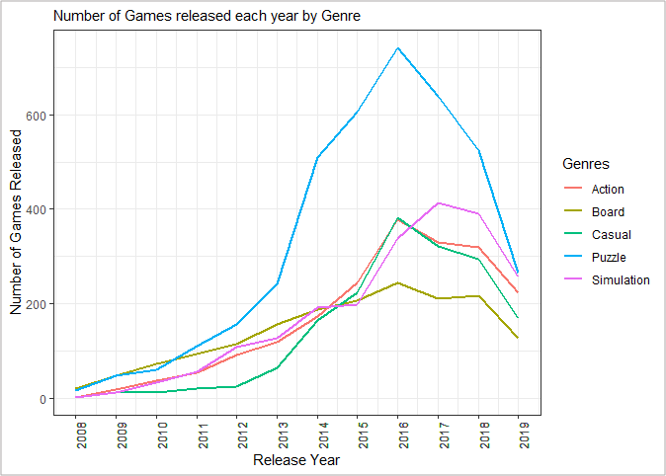 Number of Games released each year by Genre
Number of Games Released
600
400
200
0
2008
2009
2010
2011
2012
2013
2014
2015
2016
2017
2018
2019
Release Year
Genres
Action
Board
Casual
Puzzle
Simulation